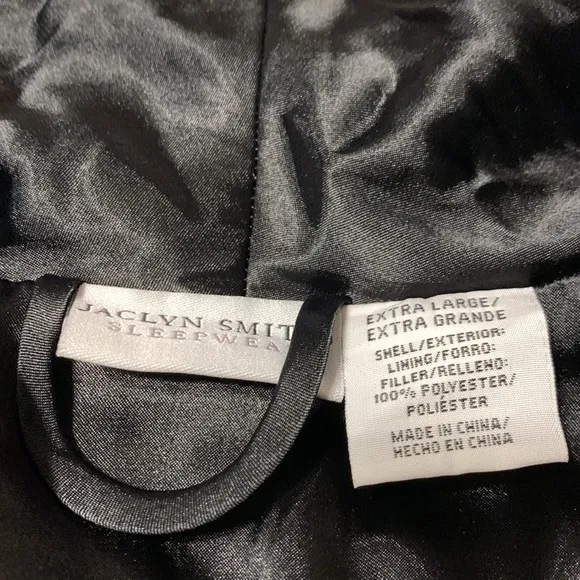 JACLYN SMIT
SLEEPWEA
EXTRA LARGE/
EXTRA GRANDE
SHELL/EXTERIOR:
LINING/FORRO:
FILLER/RELLENO:
100% POLYESTER/
POLIÉSTER
MADE IN CHINA/
HECHO EN CHINA